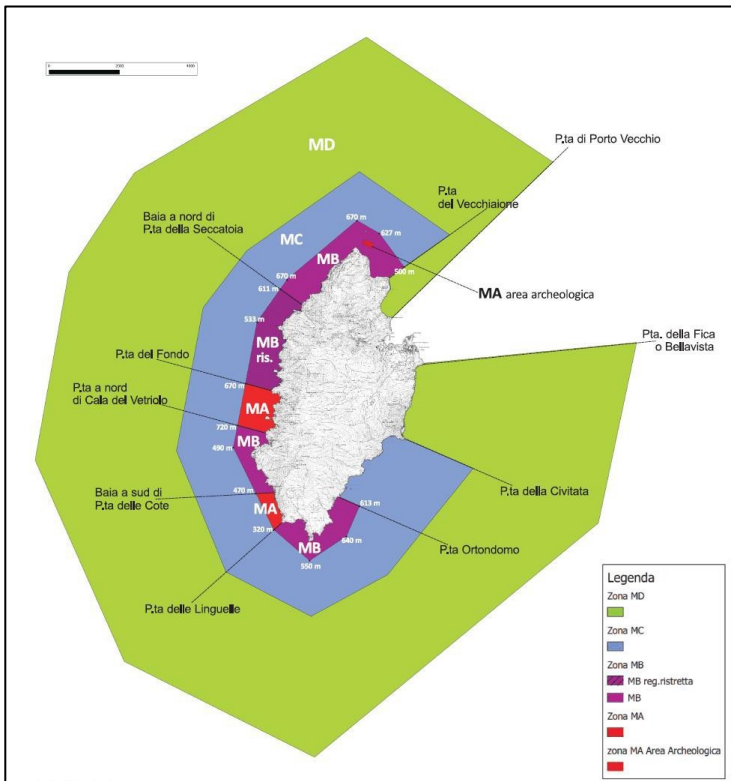 0 2000 4000
MD
P.ta di Porto Vecchio
P.ta
del Vecchiaione
Baia a nord di
P.ta della Seccatoia
670 m
627 m
MC
MB
500 m
670 m
611 m
MA area archeologica
533 m
MB
ris.
Pta. della Fica
o Bellavista
P.ta del Fondo
670 m
P.ta a nord
di Cala del Vetriolo
MA
720 m
MB
490 m
Baia a sud di
P.ta delle Cote
470 m
P.ta della Civitata
MA
613 m
320 m
MB
640 m
P.ta Ortondomo
550 m
P.ta delle Linguelle
Legenda
Zona MD
Zona MC
Zona MB
MB reg.ristretta
MB
Zona MA
zona MA Area Archeologica